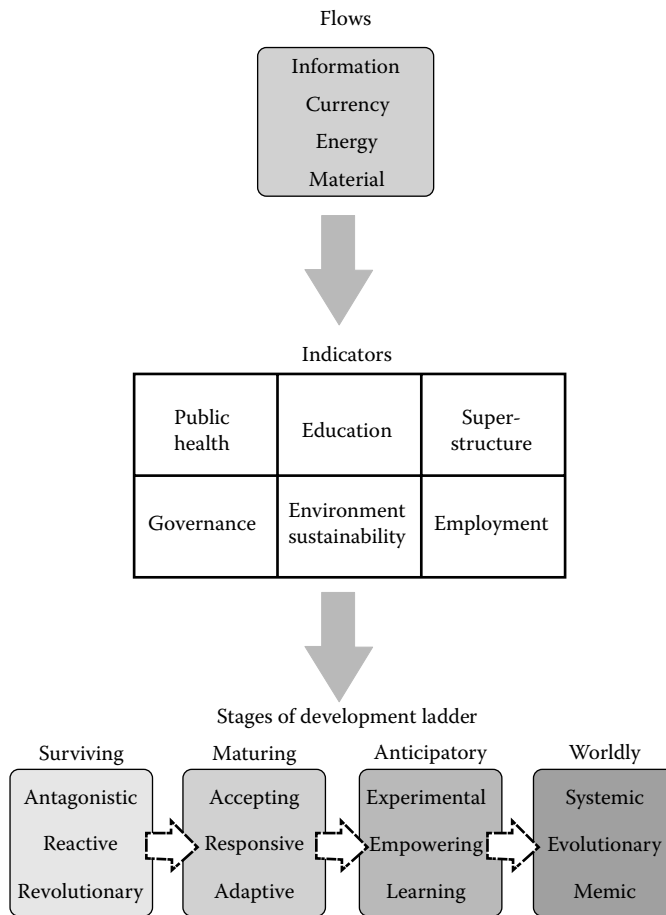 Flows
Information
Currency
Energy
Material
Indicators
Public
health
Education
Super-
structure
Governance
Environment
sustainability
Employment
Stages of development ladder
Surviving
Antagonistic
Reactive
Revolutionary
Maturing
Accepting
Responsive
Adaptive
Anticipatory
Experimental
Empowering
Learning
Worldly
Systemic
Evolutionary
Memic